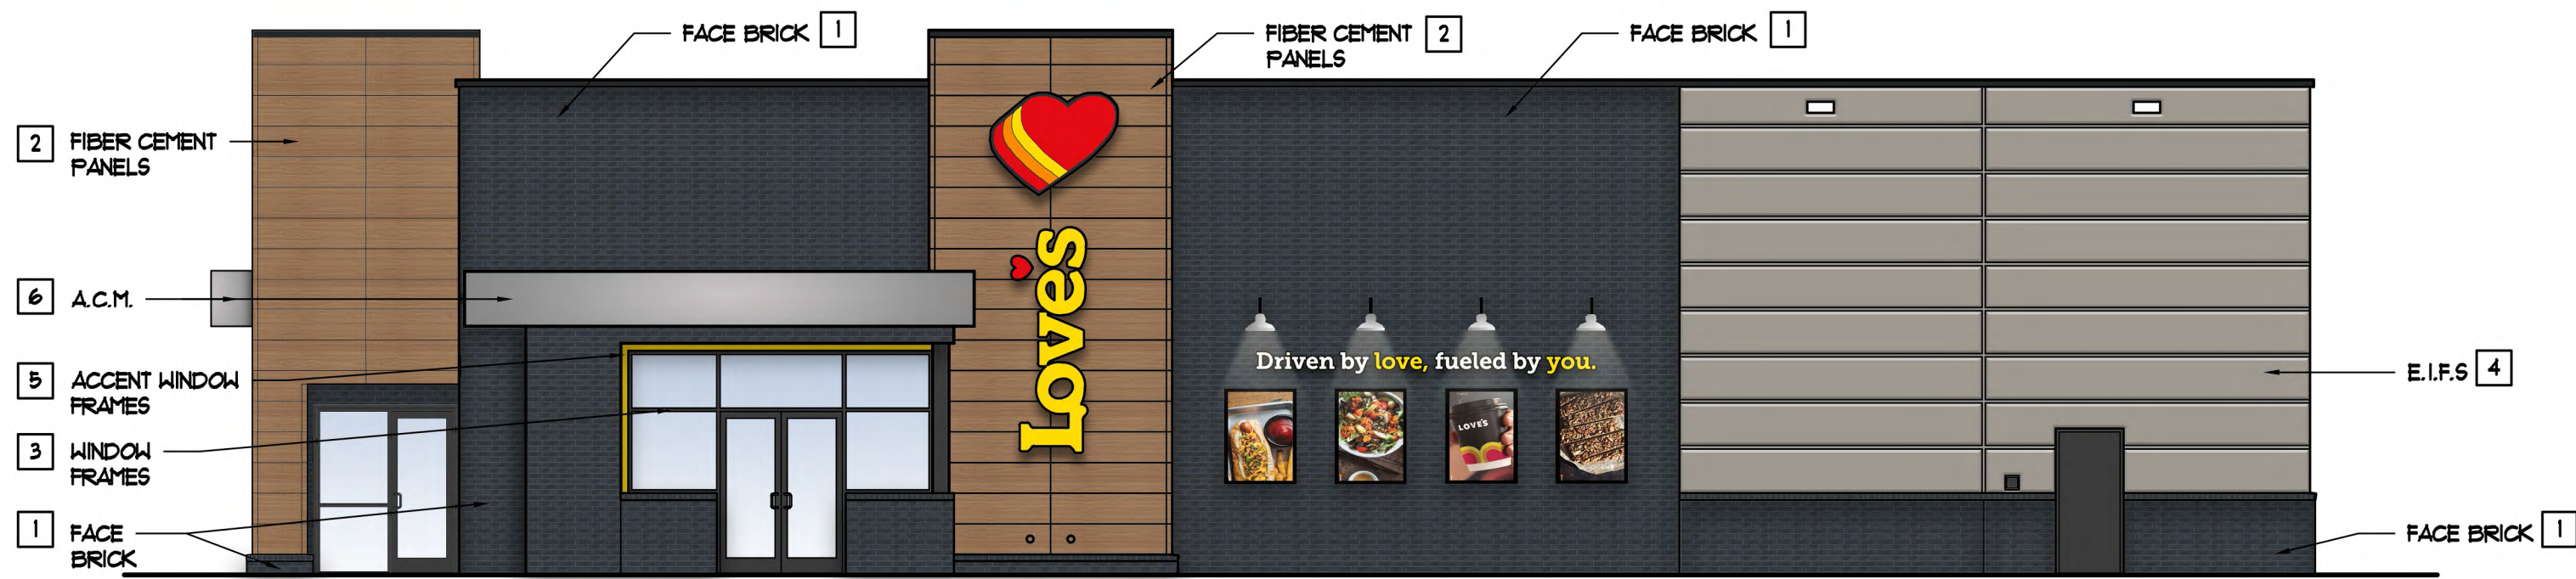 FACE BRICK 1
FIBER CEMENT 2
PANELS
FACE BRICK 1
2 FIBER CEMENT
PANELS
6 A.C.M.
5 ACCENT WINDOW
FRAMES
3 WINDOW
FRAMES
1 FACE
BRICK
Love's
Driven by love, fueled by you.
LOVE'S
E.I.F.S 4
FACE BRICK 1